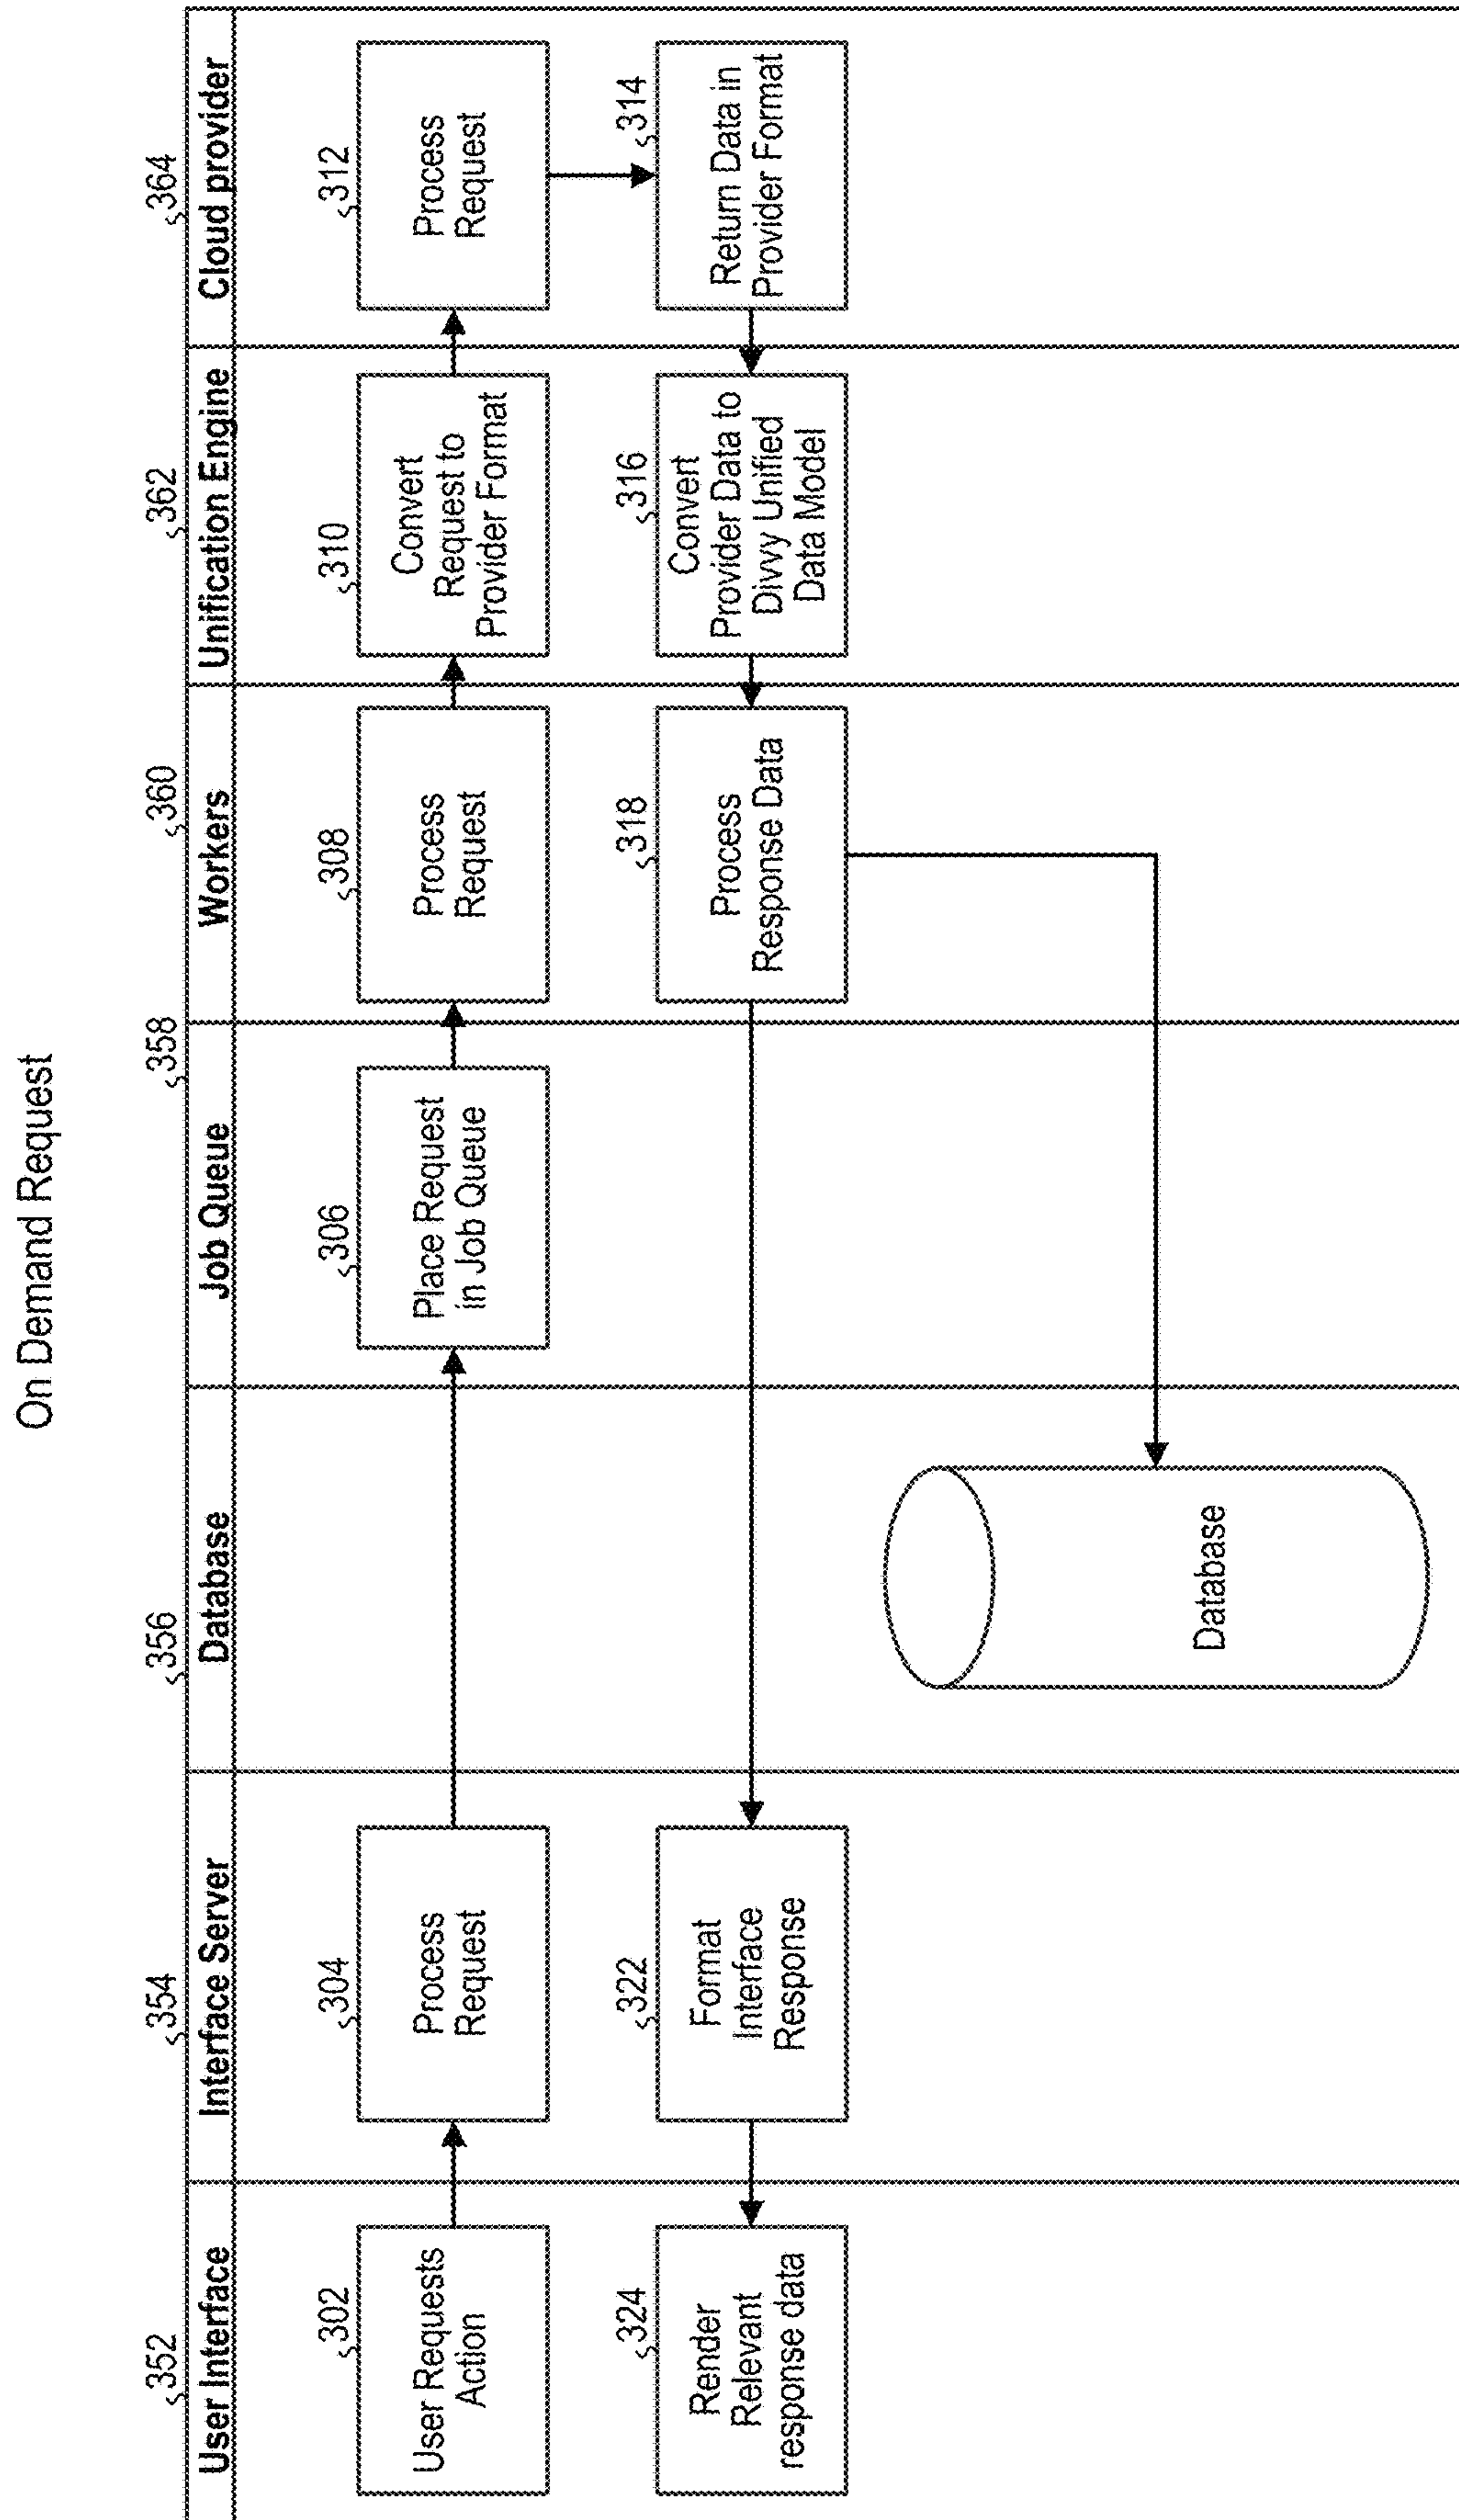 On Demand Request
352
354
356
358
360
362
364
User Interface
Interface Server
Database
Job Queue
Workers
Unification Engine
Cloud provider
302
User Requests
Action
304
Process
Request
306
Place Request
in Job Queue
308
Process
Request
310
Convert
Request to
Provider Format
312
Process
Request
324
Render
Relevant
response data
322
Format
Interface
Response
318
Process
Response Data
316
Convert
Provider Data to
Divvy Unified
Data Model
314
Return Data in
Provider Format
Database